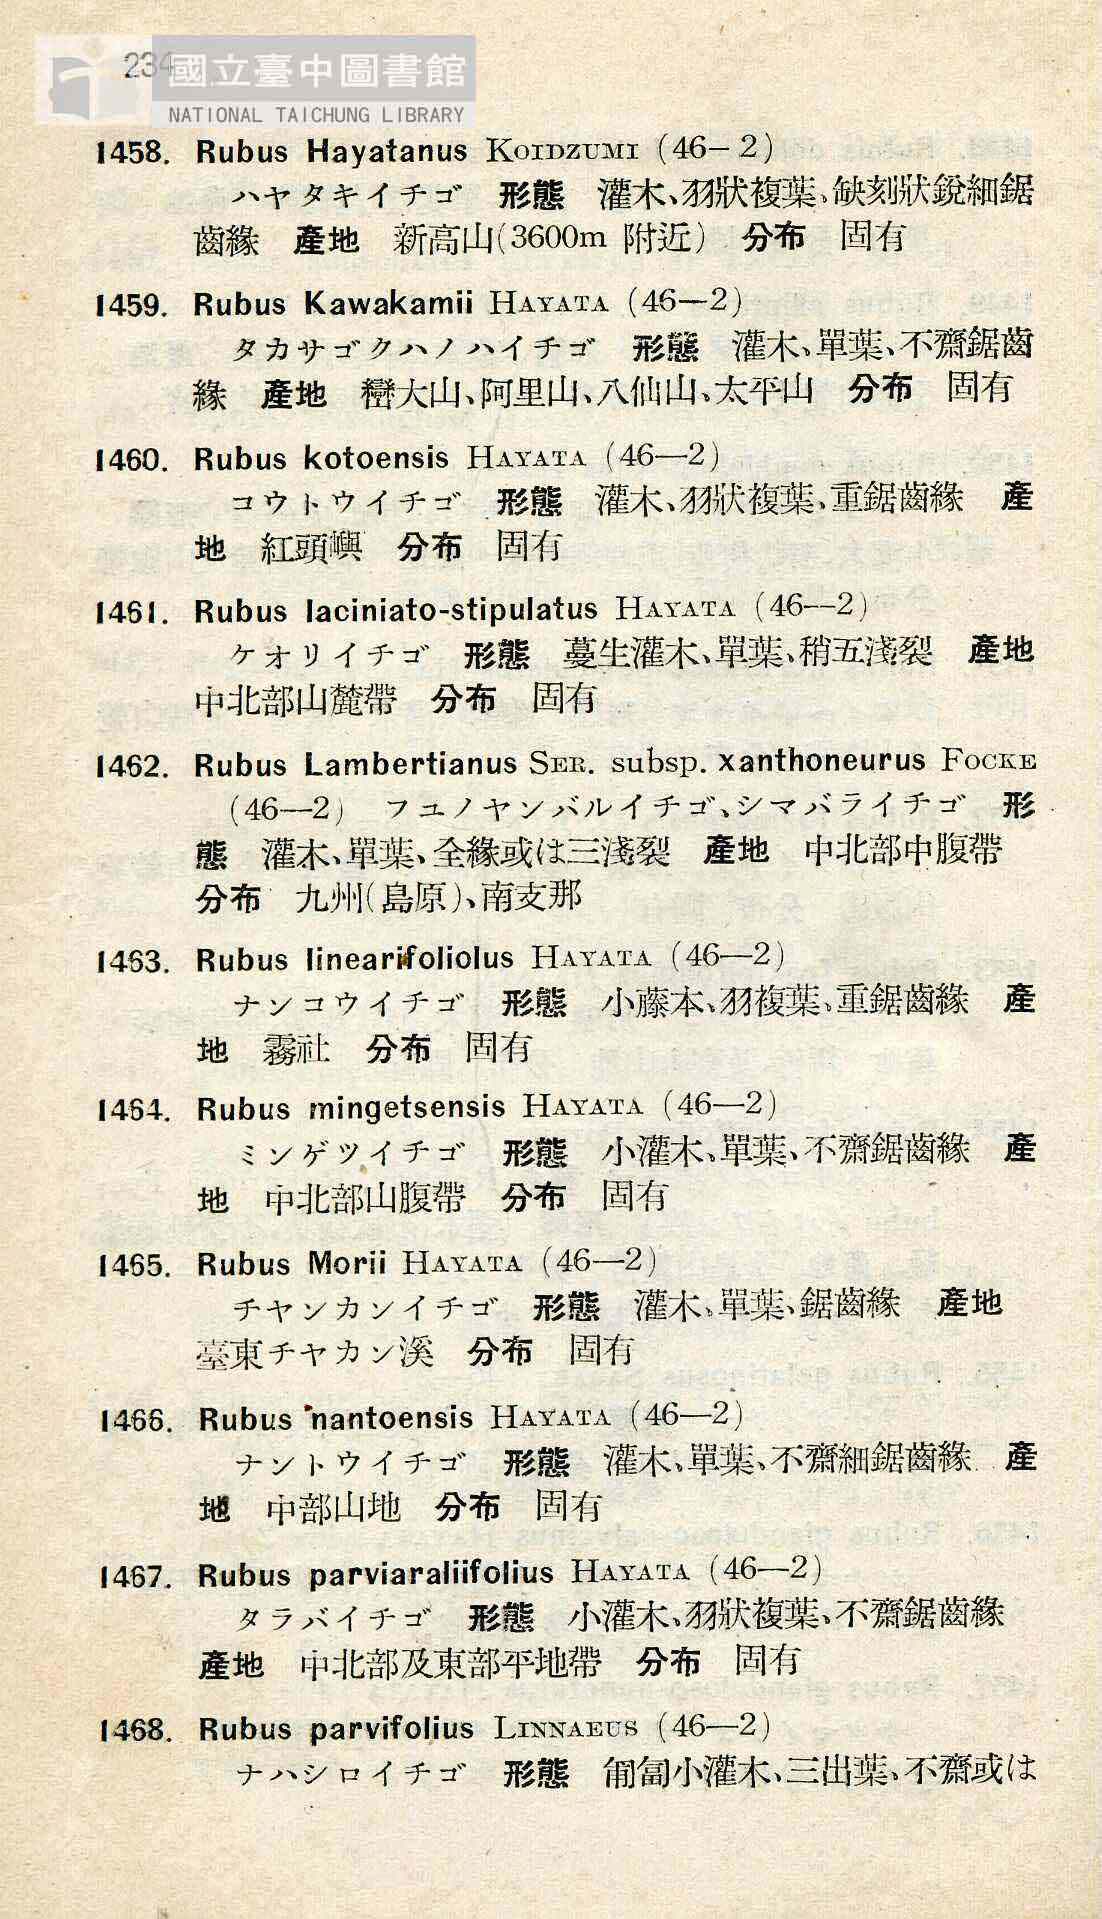 234
國立臺中圖書館
NATIONAL TAICHUNG LIBRARY
1458. Rubus Hayatanus KOIDZUMI (46-2)
ハヤタキイチゴ 形態 灌木、羽狀複葉、缺刻狀銳細鋸
齒緣 產地 新高山(3600m 附近) 分布 固有
1459. Rubus Kawakamii HAYATA (46—2)
タカサゴクハノハイチゴ 形態 灌木、單葉、不齋鋸齒
緣 產地 巒大山、阿里山、八仙山、太平山 分布 固有
1460. Rubus kotoensis HAYATA (46—2)
コウトウイチゴ 形態 灌木、羽狀複葉、重鋸齒緣 產
地 紅頭嶼 分布 固有
1461. Rubus laciniato-stipulatus HAYATA (46—2)
ケオリイチゴ 形態 蔓生灌木、單葉、稍五淺裂 產地
中北部山麓帶 分布 固有
1462. Rubus Lambertianus SER. subsp. xanthoneurus FOCKE
(46—2) フユノヤンバルイチゴ、シマバライチゴ 形
態 灌木、單葉、全緣或は三淺裂 產地 中北部中腹帶
分布 九州(島原)、南支那
1463. Rubus linearifoliolus HAYATA (46—2)
ナンコウイチゴ 形態 小藤本、羽複葉、重鋸齒緣 產
地 霧社 分布 固有
1464. Rubus mingetsensis HAYATA (46—2)
ミンゲツイチゴ 形態 小灌木、單葉、不齋鋸齒緣 產
地 中北部山腹帶 分布 固有
1465. Rubus Morii HAYATA (46—2)
チヤンカンイチゴ 形態 灌木、單葉、鋸齒緣 產地
臺東チヤカン溪 分布 固有
1466. Rubus nantoensis HAYATA (46—2)
ナントウイチゴ 形態 灌木、單葉、不齋細鋸齒緣 產
地 中部山地 分布 固有
1467. Rubus parviaraliifolius HAYATA (46—2)
タラバイチゴ 形態 小灌木、羽狀複葉、不齋鋸齒緣
產地 中北部及東部平地帶 分布 固有
1468. Rubus parvifolius LINNAEUS (46—2)
ナハシロイチゴ 形態 匍匐小灌木、三出葉、不齋或は